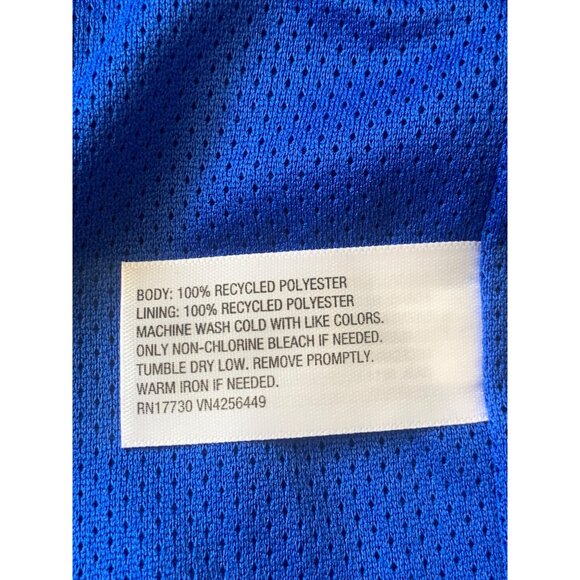 BODY: 100% RECYCLED POLYESTER
LINING: 100% RECYCLED POLYESTER
MACHINE WASH COLD WITH LIKE COLORS.
ONLY NON-CHLORINE BLEACH IF NEEDED.
TUMBLE DRY LOW. REMOVE PROMPTLY.
WARM IRON IF NEEDED.
RN17730 VN4256449